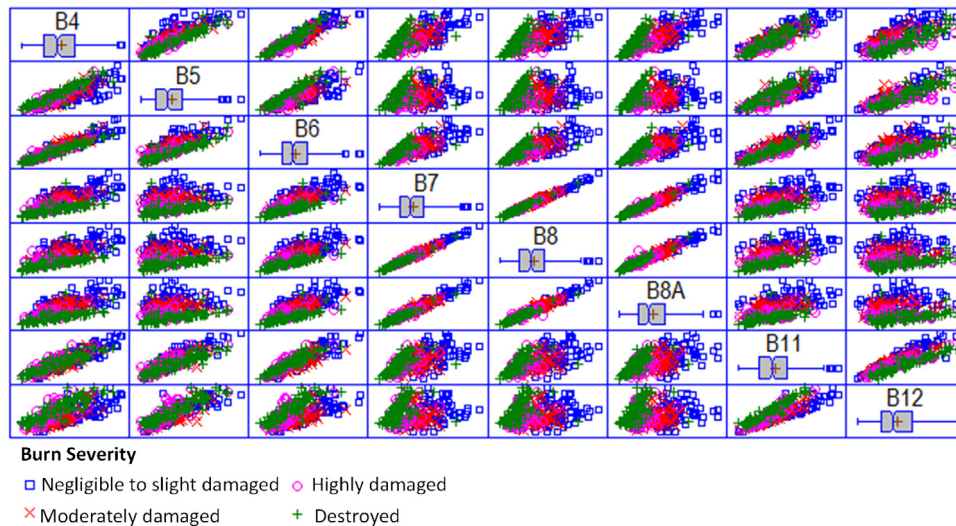 B4
B5
B6
B7
B8
B8A
B11
B12
Burn Severity
Negligible to slight damaged
Highly damaged
Moderately damaged
Destroyed